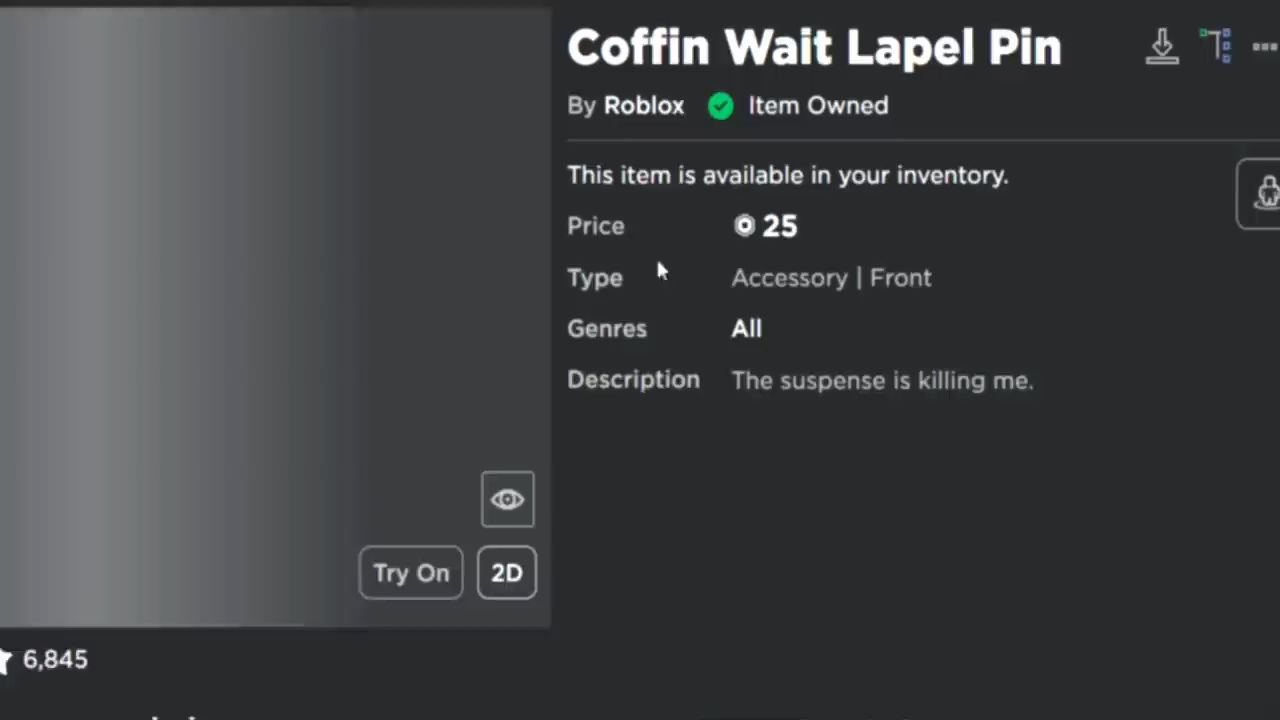 Coffin Wait Lapel Pin
By Roblox Item Owned
This item is available in your inventory.
Price 25
Type Accessory | Front
Genres All
Description The suspense is killing me.
Try On 2D
6,845